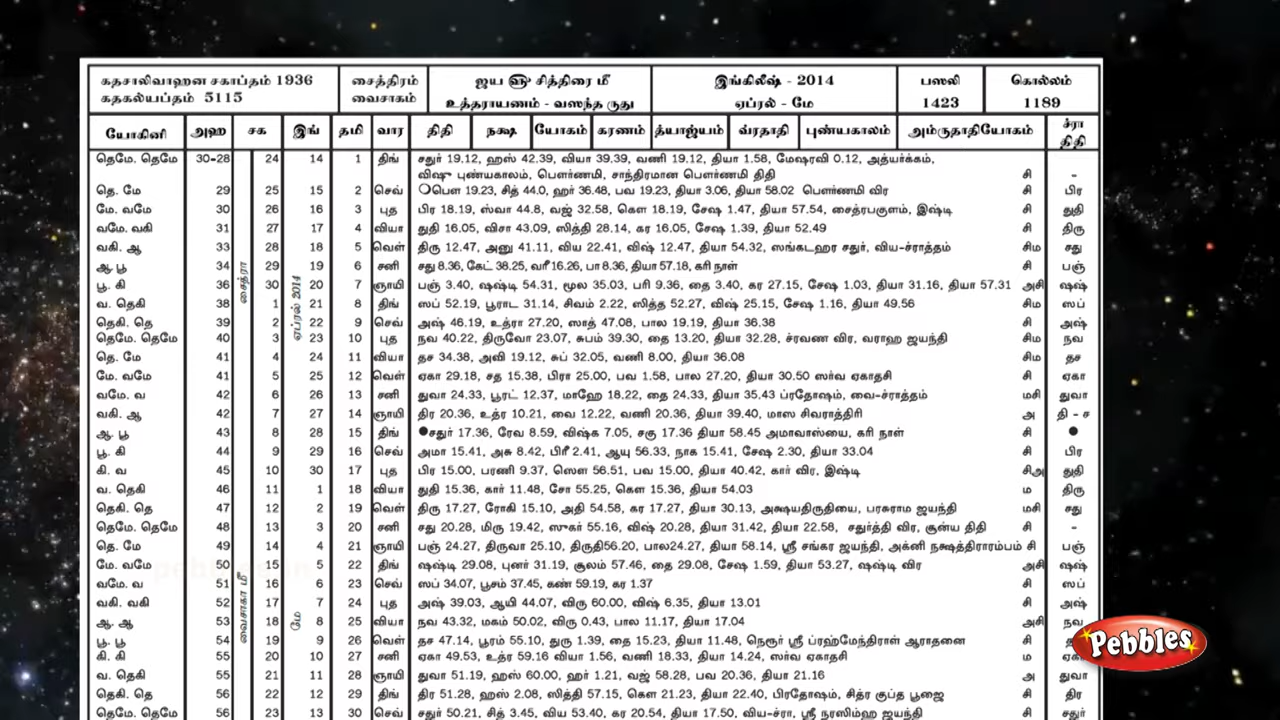 கதசாலிவாஹன சகாப்தம் 1936 சைத்திரம் ஜய ௵ சித்திரை மீ இங்கிலீஷ் - 2014 பஸலி கொல்லம்
கதகல்யப்தம் 5115 வைசாகம் உத்தராயணம் - வஸந்த ருது ஏப்ரல் - மே 1423 1189
யோகினி அஹ சக இங் தமி வார திதி நக்ஷ யோகம் கரணம் த்யாஜ்யம் வ்ரதாதி புண்யகாலம் அம்ருதாதியோகம் ச்ரா திதி
தெமே. தெமே 30-28 24 14 1 திங் சதுர் 19.12, ஹஸ் 42.39, வியா 39.39, வணி 19.12, தியா 1.58, மேஷரவி 0.12, அத்யர்க்கம்,
விஷு புண்யகாலம், பௌர்ணமி, சாந்திரமான பௌர்ணமி திதி சி -
தெ. மே 29 25 15 2 செவ் பௌ 19.23, சித் 44.0, ஹர் 36.48, பவ 19.23, தியா 3.06, தியா 58.02 பௌர்ணமி விர சி பிர
மே. வமே 30 26 16 3 புத பிர 18.19, ஸ்வா 44.8, வஜ் 32.58, கௌ 18.19, சேஷ 1.47, தியா 57.54, சைத்ரபகுளம், இஷ்டி சி துதி
வமே. வகி 31 27 17 4 வியா துதி 16.05, விசா 43.09, ஸித்தி 28.14, கர 16.05, சேஷ 1.39, தியா 52.49 சி திரு
வகி. ஆ 33 28 18 5 வெள் திரு 12.47, அனு 41.11, விய 22.41, விஷ் 12.47, தியா 54.32, ஸங்கடஹர சதுர், விய-ச்ராத்தம் சிம சது
ஆ. பூ 34 சைத்ரா 29 19 6 சனி சது 8.36, கேட் 38.25, வரீ 16.26, பா 8.36, தியா 57.18, கரி நாள் சி பஞ்
பூ. கி 36 30 ஏப்ரல் 2014 20 7 ஞாயி பஞ் 3.40, ஷஷ்டி 54.31, மூல 35.03, பரி 9.36, தை 3.40, கர 27.15, சேஷ 1.03, தியா 31.16, தியா 57.31 அசி ஷஷ்
வ. தெகி 38 1 21 8 திங் ஸப் 52.19, பூராட 31.14, சிவம் 2.22, ஸித்த 52.27, விஷ் 25.15, சேஷ 1.16, தியா 49.56 சிம ஸப்
தெகி. தெ 39 2 22 9 செவ் அஷ் 46.19, உத்ரா 27.20, ஸாத் 47.08, பால 19.19, தியா 36.38 சி அஷ்
தெமே. தெமே 40 3 23 10 புத நவ 40.22, திருவோ 23.07, சுபம் 39.30, தை 13.20, தியா 32.28, ச்ரவண விர, வராஹ ஜயந்தி சிம நவ
தெ. மே 41 4 24 11 வியா தச 34.38, அவி 19.12, சுப் 32.05, வணி 8.00, தியா 36.08 சிம தச
மே. வமே 41 5 25 12 வெள் ஏகா 29.18, சத 15.38, பிரா 25.00, பவ 1.58, பால 27.20, தியா 30.50 ஸர்வ ஏகாதசி சி ஏகா
வமே. வ 42 6 26 13 சனி துவா 24.33, பூரட் 12.37, மாஹே 18.22, தை 24.33, தியா 35.43 ப்ரதோஷம், வை-ச்ராத்தம் மசி துவா
வகி. ஆ 42 7 27 14 ஞாயி திர 20.36, உத்ர 10.21, வை 12.22, வணி 20.36, தியா 39.40, மாஸ சிவராத்திரி அ தி - ச
ஆ. பூ 43 8 28 15 திங் ●சதுர் 17.36, ரேவ 8.59, விஷ்க 7.05, சகு 17.36 தியா 58.45 அமாவாஸ்யை, கரி நாள் சி ●
பூ. கி 44 9 29 16 செவ் அமா 15.41, அசு 8.42, பிரீ 2.41, ஆயு 56.33, நாக 15.41, சேஷ 2.30, தியா 33.04 சி பிர
கி. வ 45 10 30 17 புத பிர 15.00, பரணி 9.37, ஸௌ 56.51, பவ 15.00, தியா 40.42, கார் விர, இஷ்டி சிஅ துதி
வ. தெகி 46 11 1 18 வியா துதி 15.36, கார் 11.48, சோ 55.25, கௌ 15.36, தியா 54.03 ம திரு
தெகி. தெ 47 12 2 19 வெள் திரு 17.27, ரோகி 15.10, அதி 54.58, கர 17.27, தியா 30.13, அக்ஷயதிருதியை, பரசுராம ஜயந்தி மசி சது
தெமே. தெமே 48 13 3 20 சனி சது 20.28, மிரு 19.42, ஸுகர் 55.16, விஷ் 20.28, தியா 31.42, தியா 22.58, சதுர்த்தி விர, சூன்ய திதி சி -
தெ. மே 49 14 4 21 ஞாயி பஞ் 24.27, திருவா 25.10, திருதி56.20, பால24.27, தியா 58.14, ஸ்ரீ சங்கர ஜயந்தி, அக்னி நக்ஷத்திராரம்பம் சி பஞ்
மே. வமே 50 15 5 22 திங் ஷஷ்டி 29.08, புனர் 31.19, சூலம் 57.46, தை 29.08, சேஷ 1.59, தியா 53.27, ஷஷ்டி விர அசி ஷஷ்
வமே. வ 51 16 6 23 செவ் ஸப் 34.07, பூசம் 37.45, கண் 59.19, கர 1.37 சி ஸப்
வகி. வகி 52 வைசாகா மீ 17 மே 7 24 புத அஷ் 39.03, ஆயி 44.07, விரு 60.00, விஷ் 6.35, தியா 13.01 சி அஷ்
ஆ. ஆ 53 18 8 25 வியா நவ 43.32, மகம் 50.02, விரு 0.43, பால 11.17, தியா 17.04 அசி நவ
பூ. பூ 54 19 9 26 வெள் தச 47.14, பூரம் 55.10, துரு 1.39, தை 15.23, தியா 11.48, நெரூர் ஸ்ரீ ப்ரஹ்மேந்திராள் ஆராதனை சி
கி. கி 55 20 10 27 சனி ஏகா 49.53, உத்ர 59.16 வியா 1.56, வணி 18.33, தியா 14.24, ஸர்வ ஏகாதசி ம ஏகா
வ. தெகி 55 21 11 28 ஞாயி துவா 51.19, ஹஸ் 60.00, ஹர் 1.21, வஜ் 58.28, பவ 20.36, தியா 21.16 அ துவா
தெகி. தெ 56 22 12 29 திங் திர 51.28, ஹஸ் 2.08, ஸித்தி 57.15, கௌ 21.23, தியா 22.40, பிரதோஷம், சித்ர குப்த பூஜை சி திர
தெமே. தெமே 56 23 13 30 செவ் சதுர் 50.21, சித் 3.45, விய 53.40, கர 20.54, தியா 17.50, விய-ச்ரா, ஸ்ரீ நரஸிம்ஹ ஜயந்தி சி சதுர்
Pebbles